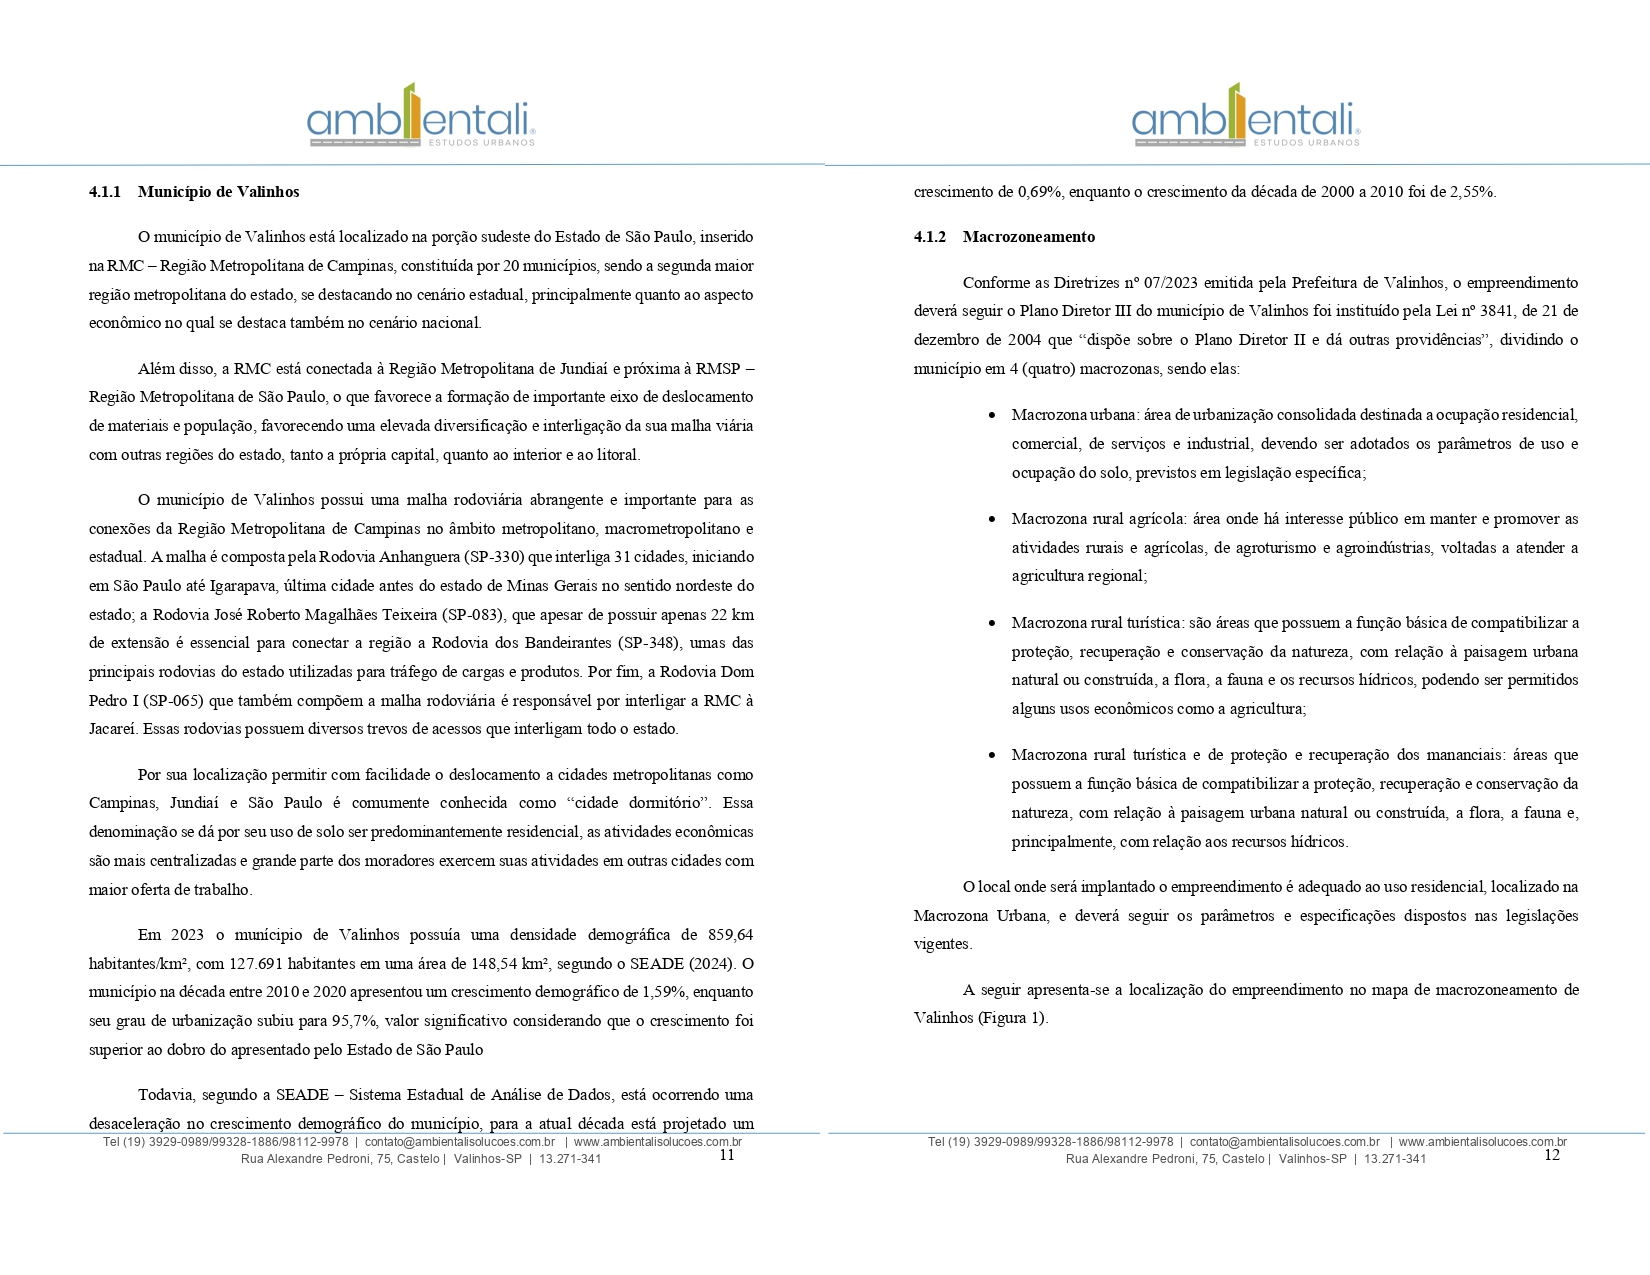 ambientali®
ESTUDOS URBANOS
4.1.1 Município de Valinhos
O município de Valinhos está localizado na porção sudeste do Estado de São Paulo, inserido
na RMC – Região Metropolitana de Campinas, constituída por 20 municípios, sendo a segunda maior
região metropolitana do estado, se destacando no cenário estadual, principalmente quanto ao aspecto
econômico no qual se destaca também no cenário nacional.
Além disso, a RMC está conectada à Região Metropolitana de Jundiaí e próxima à RMSP –
Região Metropolitana de São Paulo, o que favorece a formação de importante eixo de deslocamento
de materiais e população, favorecendo uma elevada diversificação e interligação da sua malha viária
com outras regiões do estado, tanto a própria capital, quanto ao interior e ao litoral.
O município de Valinhos possui uma malha rodoviária abrangente e importante para as
conexões da Região Metropolitana de Campinas no âmbito metropolitano, macrometropolitano e
estadual. A malha é composta pela Rodovia Anhanguera (SP-330) que interliga 31 cidades, iniciando
em São Paulo até Igarapava, última cidade antes do estado de Minas Gerais no sentido nordeste do
estado; a Rodovia José Roberto Magalhães Teixeira (SP-083), que apesar de possuir apenas 22 km
de extensão é essencial para conectar a região a Rodovia dos Bandeirantes (SP-348), umas das
principais rodovias do estado utilizadas para tráfego de cargas e produtos. Por fim, a Rodovia Dom
Pedro I (SP-065) que também compõem a malha rodoviária é responsável por interligar a RMC à
Jacareí. Essas rodovias possuem diversos trevos de acessos que interligam todo o estado.
Por sua localização permitir com facilidade o deslocamento a cidades metropolitanas como
Campinas, Jundiaí e São Paulo é comumente conhecida como “cidade dormitório”. Essa
denominação se dá por seu uso de solo ser predominantemente residencial, as atividades econômicas
são mais centralizadas e grande parte dos moradores exercem suas atividades em outras cidades com
maior oferta de trabalho.
Em 2023 o munícipio de Valinhos possuía uma densidade demográfica de 859,64
habitantes/km², com 127.691 habitantes em uma área de 148,54 km², segundo o SEADE (2024). O
município na década entre 2010 e 2020 apresentou um crescimento demográfico de 1,59%, enquanto
seu grau de urbanização subiu para 95,7%, valor significativo considerando que o crescimento foi
superior ao dobro do apresentado pelo Estado de São Paulo
Todavia, segundo a SEADE – Sistema Estadual de Análise de Dados, está ocorrendo uma
desaceleração no crescimento demográfico do município, para a atual década está projetado um
Tel (19) 3929-0989/99328-1886/98112-9978 | contato@ambientalisolucoes.com.br | www.ambientalisolucoes.com.br
Rua Alexandre Pedroni, 75, Castelo | Valinhos-SP | 13.271-341
11
ambientali®
ESTUDOS URBANOS
crescimento de 0,69%, enquanto o crescimento da década de 2000 a 2010 foi de 2,55%.
4.1.2 Macrozoneamento
Conforme as Diretrizes nº 07/2023 emitida pela Prefeitura de Valinhos, o empreendimento
deverá seguir o Plano Diretor III do município de Valinhos foi instituído pela Lei nº 3841, de 21 de
dezembro de 2004 que “dispõe sobre o Plano Diretor II e dá outras providências”, dividindo o
município em 4 (quatro) macrozonas, sendo elas:
• Macrozona urbana: área de urbanização consolidada destinada a ocupação residencial,
comercial, de serviços e industrial, devendo ser adotados os parâmetros de uso e
ocupação do solo, previstos em legislação específica;
• Macrozona rural agrícola: área onde há interesse público em manter e promover as
atividades rurais e agrícolas, de agroturismo e agroindústrias, voltadas a atender a
agricultura regional;
• Macrozona rural turística: são áreas que possuem a função básica de compatibilizar a
proteção, recuperação e conservação da natureza, com relação à paisagem urbana
natural ou construída, a flora, a fauna e os recursos hídricos, podendo ser permitidos
alguns usos econômicos como a agricultura;
• Macrozona rural turística e de proteção e recuperação dos mananciais: áreas que
possuem a função básica de compatibilizar a proteção, recuperação e conservação da
natureza, com relação à paisagem urbana natural ou construída, a flora, a fauna e,
principalmente, com relação aos recursos hídricos.
O local onde será implantado o empreendimento é adequado ao uso residencial, localizado na
Macrozona Urbana, e deverá seguir os parâmetros e especificações dispostos nas legislações
vigentes.
A seguir apresenta-se a localização do empreendimento no mapa de macrozoneamento de
Valinhos (Figura 1).
Tel (19) 3929-0989/99328-1886/98112-9978 | contato@ambientalisolucoes.com.br | www.ambientalisolucoes.com.br
Rua Alexandre Pedroni, 75, Castelo | Valinhos-SP | 13.271-341
12